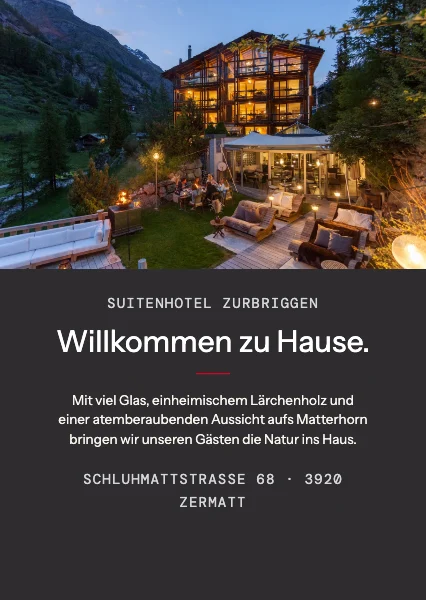 SUITENHOTEL ZURBRIGGEN
Willkommen zu Hause.
Mit viel Glas, einheimischem Lärchenholz und
einer atemberaubenden Aussicht aufs Matterhorn
bringen wir unseren Gästen die Natur ins Haus.
SCHLUHMATTSTRASSE 68 · 3920
ZERMATT